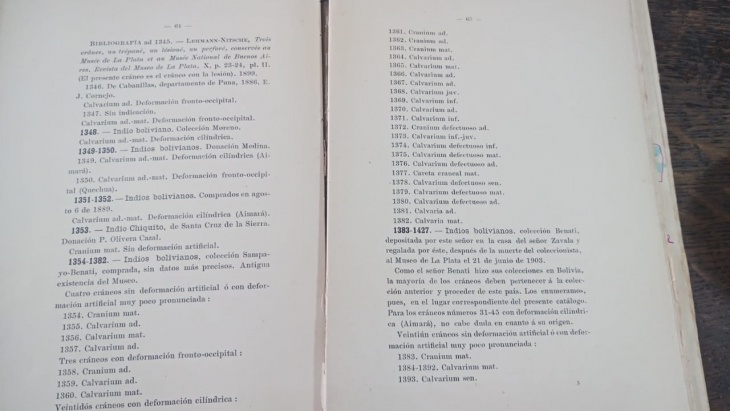 — 64 —
BIBLIOGRAFÍA ad 1345. — LEHMANN-NITSCHE, Trois
crânes, un trépané, un lésionné, un perforé, conservés au
Musée de La Plata et au Musée National de Buenos Ai-
res. Revista del Museo de La Plata. X, p. 23-24, pl. II.
(El presente cráneo es el cráneo con la lesión). 1899.
1346. De Cabanillas, departamento de Puna, 1886. E.
J. Cornejo.
Calvarium ad. Deformación fronto-occipital.
1347. Sin indicación.
Calvarium ad.-mat. Deformación fronto-occipital.
1348. — Indio boliviano. Colección Moreno.
Calvarium ad.-mat. Deformación cilíndrica.
1349-1350. — Indios bolivianos. Donación Medina.
1349. Calvarium ad.-mat. Deformación cilíndrica (Ai-
mará).
1350. Calvarium ad.-mat. Deformación fronto-occipi-
tal (Quechua).
1351-1352. — Indios bolivianos. Comprados en agos-
to 6 de 1889.
Calvarium ad.-mat. Deformación cilíndrica (Aimará).
1353. — Indio Chiquito, de Santa Cruz de la Sierra.
Donación P. Olivera Cazal.
Cranium mat. Sin deformación artificial.
1354-1382. — Indios bolivianos, colección Sampa-
yo-Benati, comprada, sin datos más precisos. Antigua
existencia del Museo.
Cuatro cráneos sin deformación artificial ó con defor-
mación artificial muy poco pronunciada :
1354. Cranium mat.
1355. Calvarium ad.
1356. Calvarium mat.
1357. Calvarium ad.
Tres cráneos con deformación fronto-occipital :
1358. Cranium ad.
1359. Calvarium ad.
1360. Calvarium mat.
Veintidós cráneos con deformación cilíndrica :
— 65 —
1361. Cranium ad.
1362. Cranium ad.
1363. Cranium mat.
1364. Calvarium ad.
1365. Calvarium mat.
1366. Calvarium ad.
1367. Calvarium ad.
1368. Calvarium juv.
1369. Calvarium inf.
1370. Calvarium ad.
1371. Calvarium inf.
1372. Cranium defectuoso ad.
1373. Calvarium inf.-juv.
1374. Calvarium defectuoso inf.
1375. Calvarium defectuoso mat.
1376. Calvarium defectuoso ad.
1377. Careta craneal mat.
1378. Calvarium defectuoso sen.
1379. Calvarium defectuoso mat.
1380. Calvarium defectuoso ad.
1381. Calvaria ad.
1382. Calvaria mat.
1383-1427. — Indios bolivianos, colección Benati,
depositada por este señor en la casa del señor Zavala y
regalada por éste, después de la muerte del coleccionista,
al Museo de La Plata el 21 de junio de 1903.
Como el señor Benati hizo sus colecciones en Bolivia,
la mayoría de los cráneos deben pertenecer á la colec-
ción anterior y proceder de este país. Los enumeramos,
pues, en el lugar correspondiente del presente catálogo.
Para los cráneos números 31-45 con deformación cilíndri-
ca (Aimará), no cabe duda en cuanto á su origen.
Veintiún cráneos sin deformación artificial ó con defor-
mación artificial muy poco pronunciada :
1383. Cranium mat.
1384-1392. Calvarium mat.
1393. Calvarium sen.
5